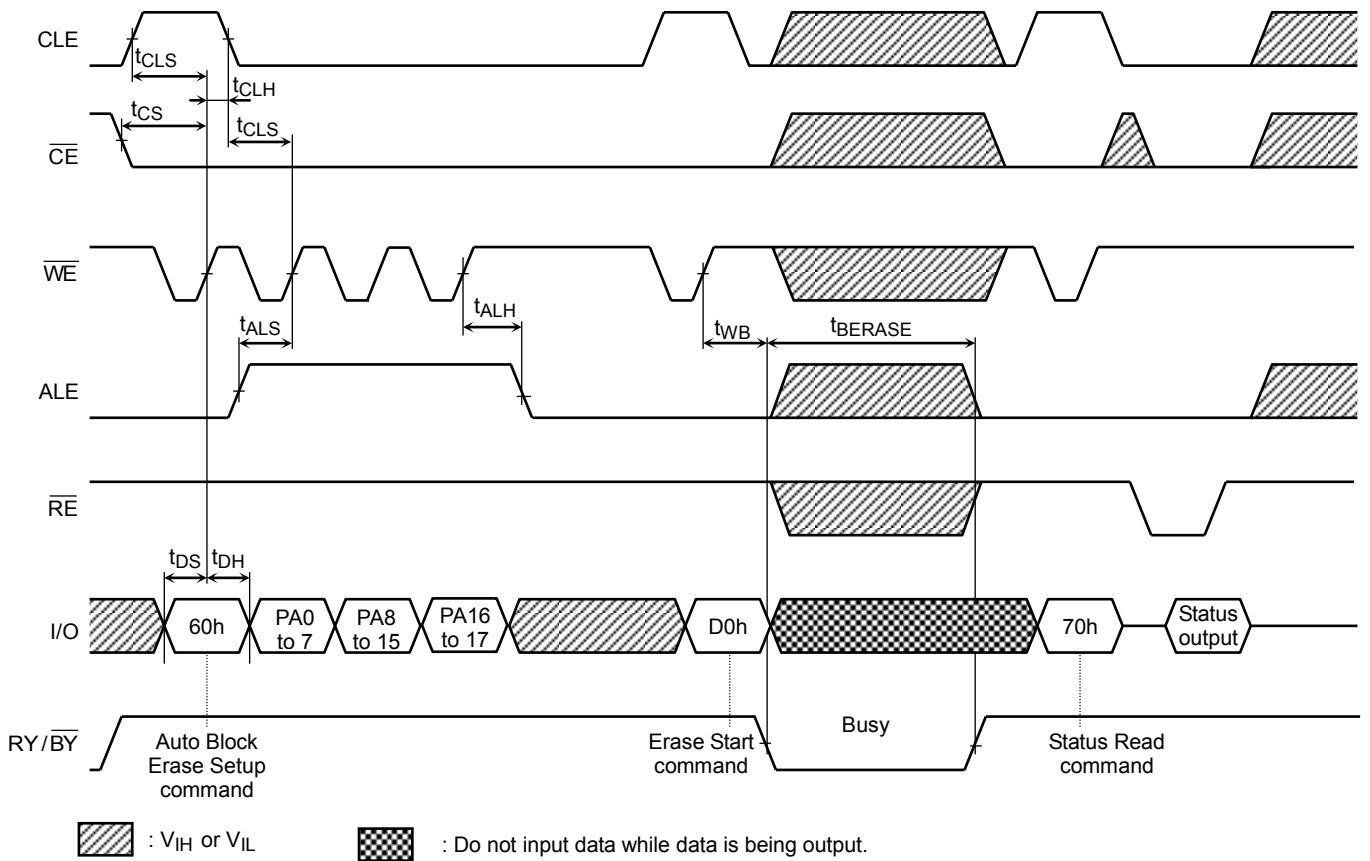 CLE
tCLS
tCLH
tCS
tCLS
CE
WE
tALS
tALH
tWB
tBERASE
ALE
RE
tDS
tDH
I/O
60h
PA0
to 7
PA8
to 15
PA16
to 17
D0h
70h
Status
output
RY/BY
Busy
Auto Block
Erase Setup
command
Erase Start
command
Status Read
command
: VIH or VIL
: Do not input data while data is being output.